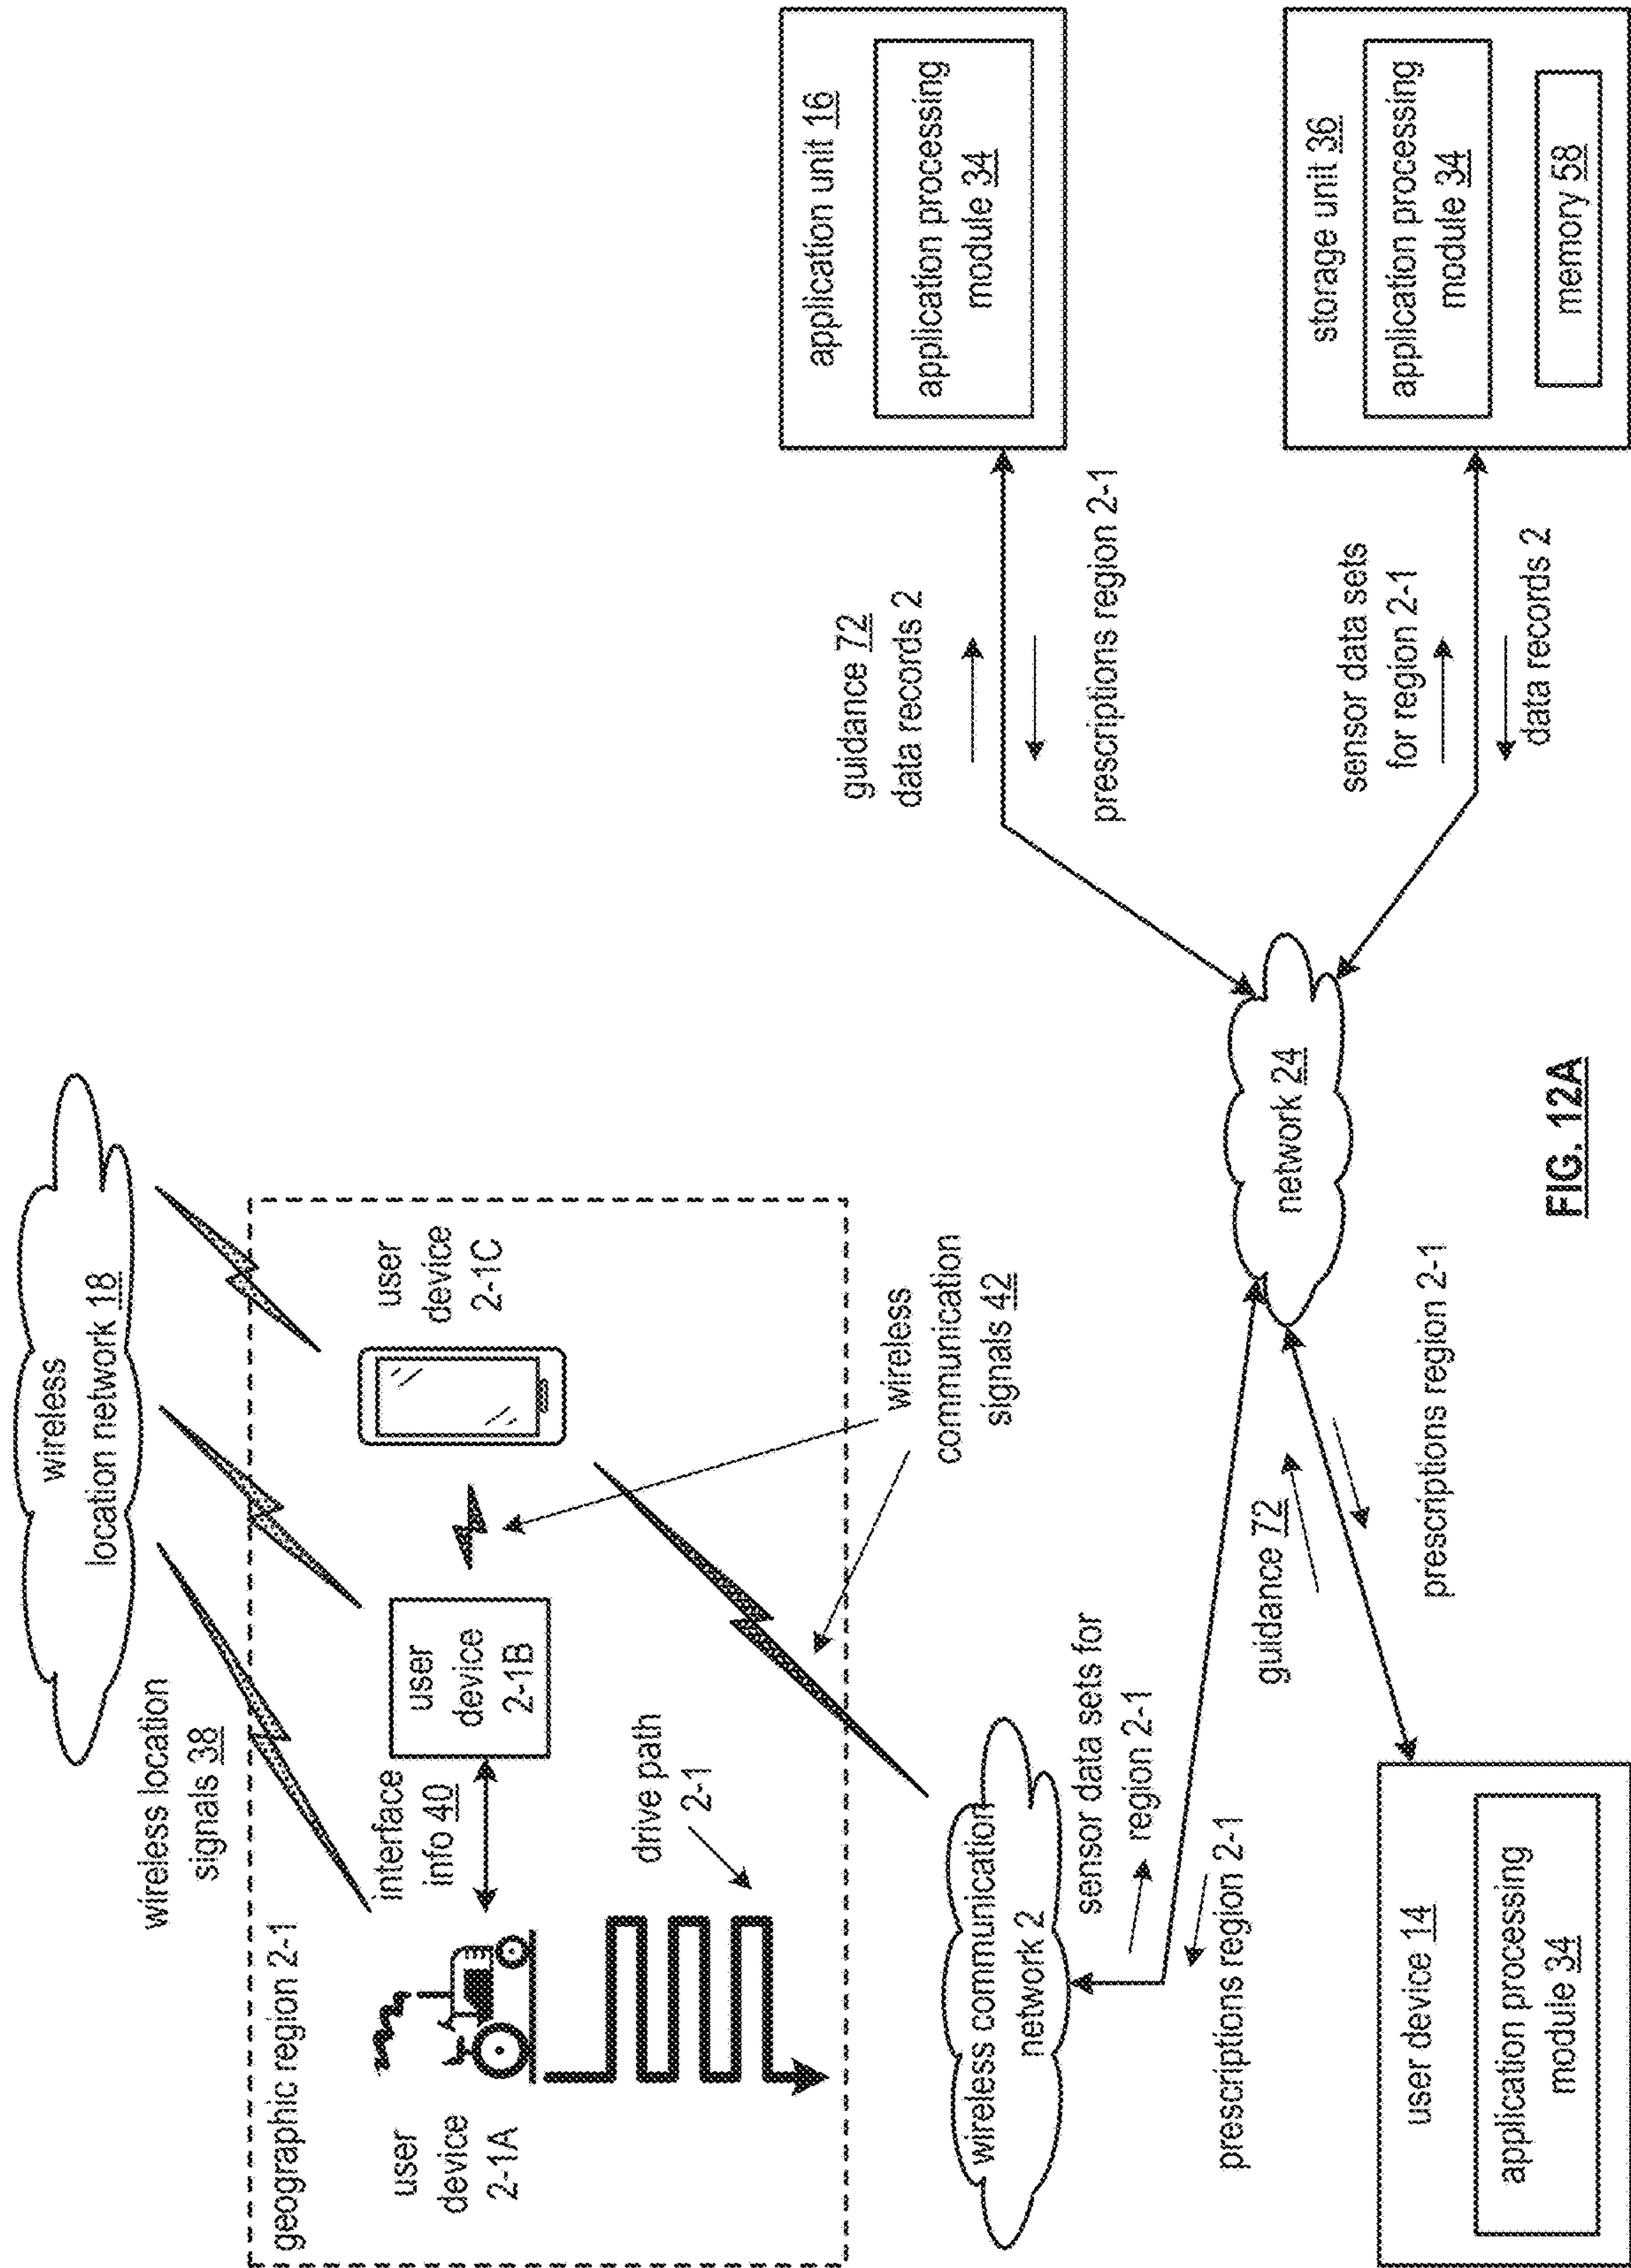 wireless
location network 18
wireless location
signals 38
geographic region 2-1
user
device
2-1A
interface
info 40
user
device
2-1B
user
device
2-1C
drive path
2-1
wireless
communication
signals 42
wireless communication
network 2
sensor data sets for
region 2-1
prescriptions region 2-1
guidance 72
data records 2
prescriptions region 2-1
application unit 16
application processing
module 34
network 24
guidance 72
prescriptions region 2-1
user device 14
application processing
module 34
sensor data sets
for region 2-1
data records 2
storage unit 36
application processing
module 34
memory 58
FIG. 12A